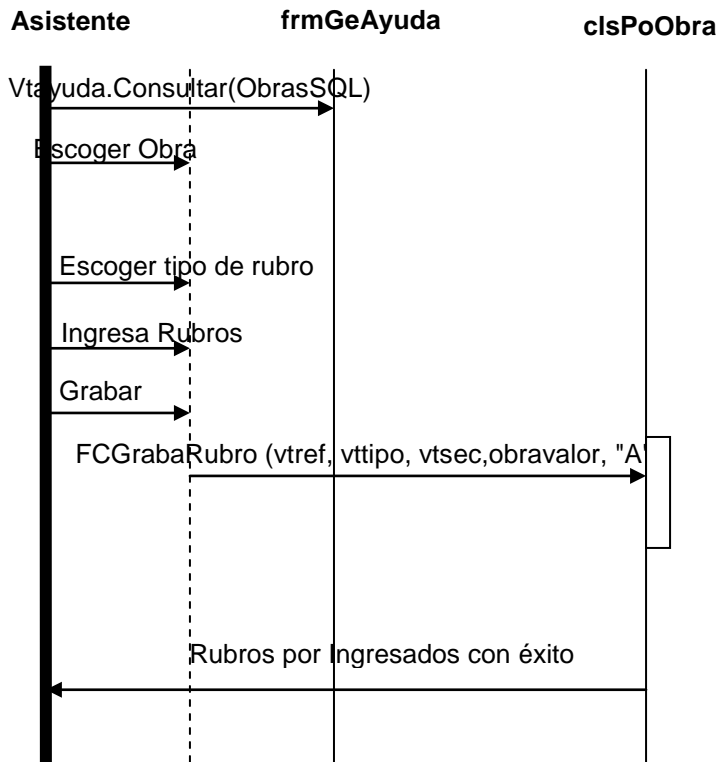 Asistente frmGeAyuda clsPoObra
Vtayuda.Consultar(ObrasSQL)
Escoger Obra
Escoger tipo de rubro
Ingresa Rubros
Grabar
FCGrabaRubro (vtref, vttipo, vtsec,obravalor, "A"
Rubros por Ingresados con éxito